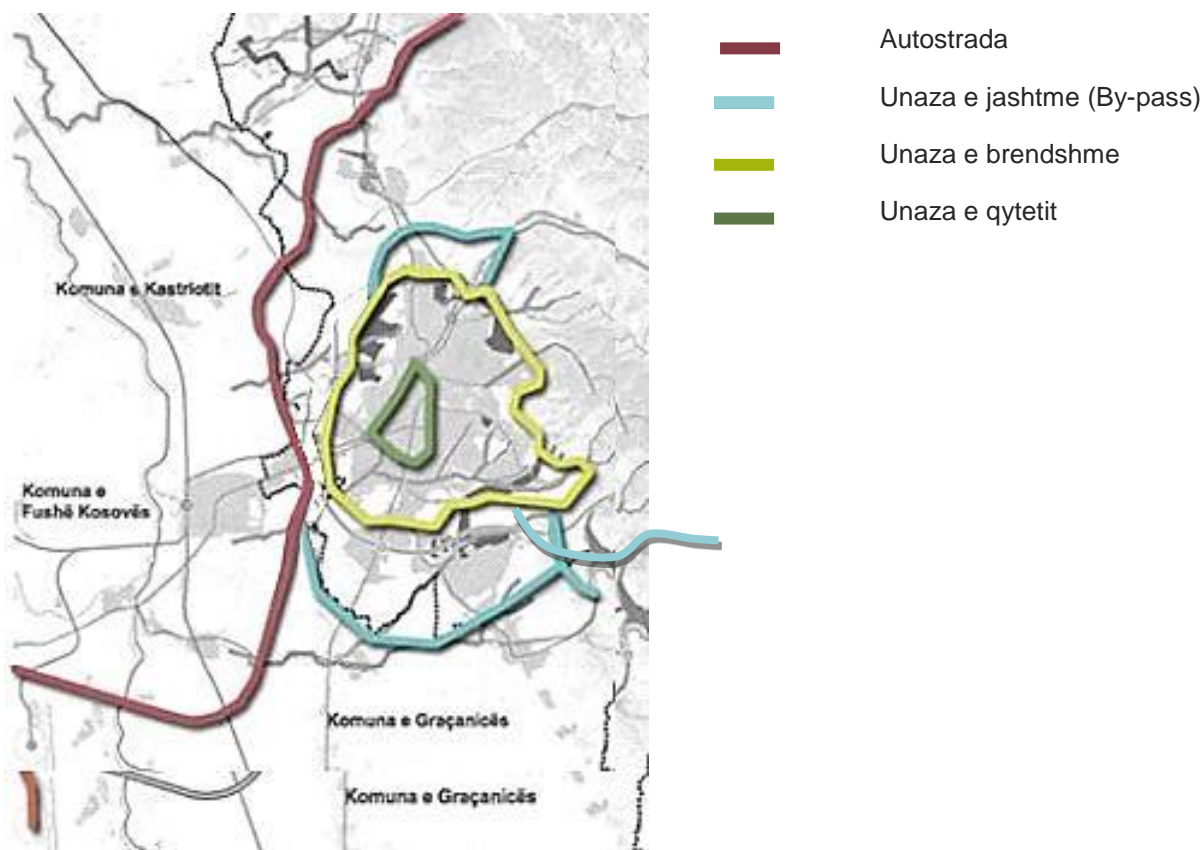 Autostrada
Unaza e jashtme (By-pass)
Unaza e brendshme
Unaza e qytetit
Komuna e Kastriotit
Komuna e
Fushë Kosovës
Komuna e Graçanicës
Komuna e Graçanicës